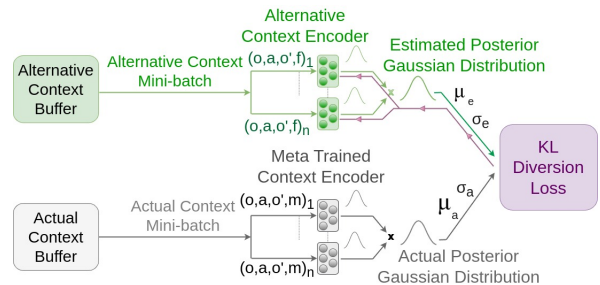 Alternative
Context Encoder
Alternative
Context
Buffer
Alternative Context
Mini-batch
(o,a,o',f)1
(o,a,o',f)n
Estimated Posterior
Gaussian Distribution
x
μe
σe
KL
Diversion
Loss
Meta Trained
Context Encoder
Actual
Context
Buffer
Actual Context
Mini-batch
(o,a,o',m)1
(o,a,o',m)n
x
μa
σa
Actual Posterior
Gaussian Distribution